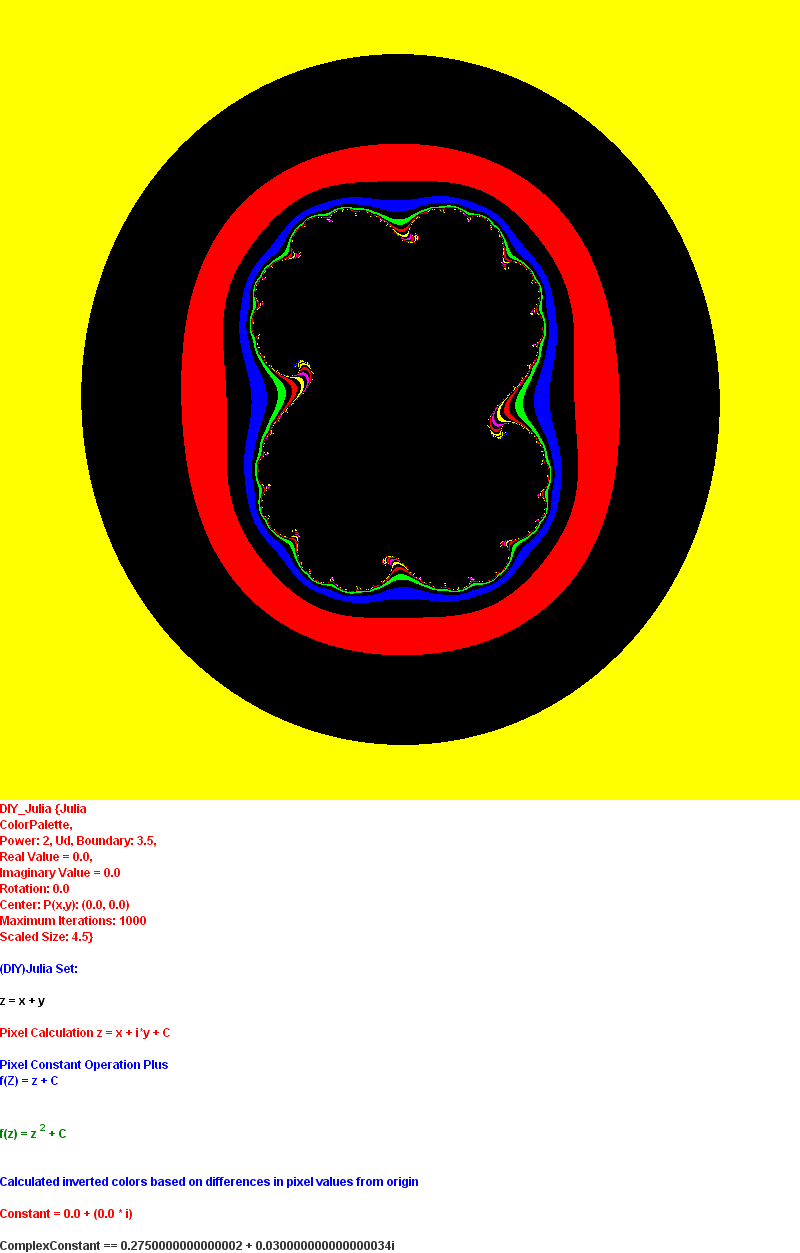 DIY_Julia {Julia
ColorPalette,
Power: 2, Ud, Boundary: 3.5,
Real Value = 0.0,
Imaginary Value = 0.0
Rotation: 0.0
Center: P(x,y): (0.0, 0.0)
Maximum Iterations: 1000
Scaled Size: 4.5}
(DIY)Julia Set:
z = x + y
Pixel Calculation z = x + i*y + C
Pixel Constant Operation Plus
f(Z) = z + C
f(z) = z ² + C
Calculated inverted colors based on differences in pixel values from origin
Constant = 0.0 + (0.0 * i)
ComplexConstant == 0.2750000000000002 + 0.030000000000000034i